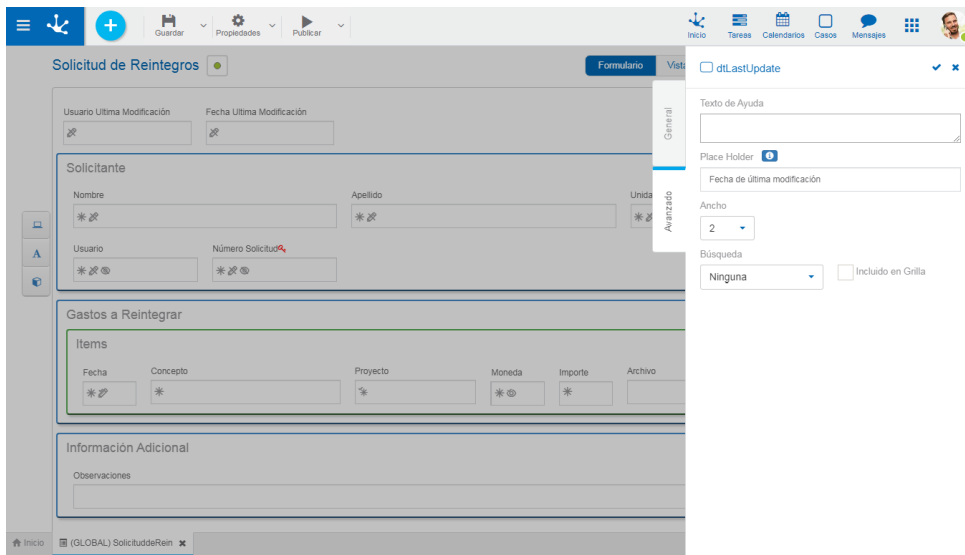 Guardar
Propiedades
Publicar
Inicio
Tareas
Calendarios
Casos
Mensajes
Solicitud de Reintegros
Formulario
Vist
Usuario Ultima Modificación
Fecha Ultima Modificación
Solicitante
Nombre
Apellido
Unida
Usuario
Número Solicitud
Gastos a Reintegrar
Items
Fecha
Concepto
Proyecto
Moneda
Importe
Archivo
Información Adicional
Observaciones
Inicio
(GLOBAL) SolicituddeRein
General
Avanzado
dtLastUpdate
Texto de Ayuda
Place Holder
Fecha de última modificación
Ancho
2
Búsqueda
Ninguna
Incluido en Grilla